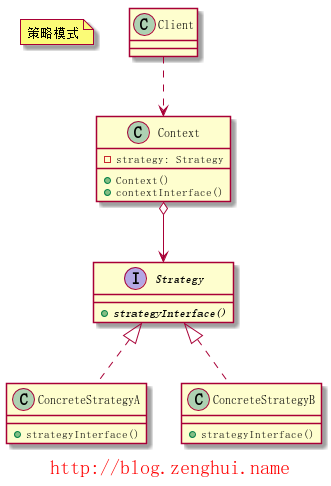 策略模式
C Client
C Context
strategy: Strategy
Context()
contextInterface()
I Strategy
strategyInterface()
C ConcreteStrategyA
strategyInterface()
C ConcreteStrategyB
strategyInterface()
http://blog.zenghui.name